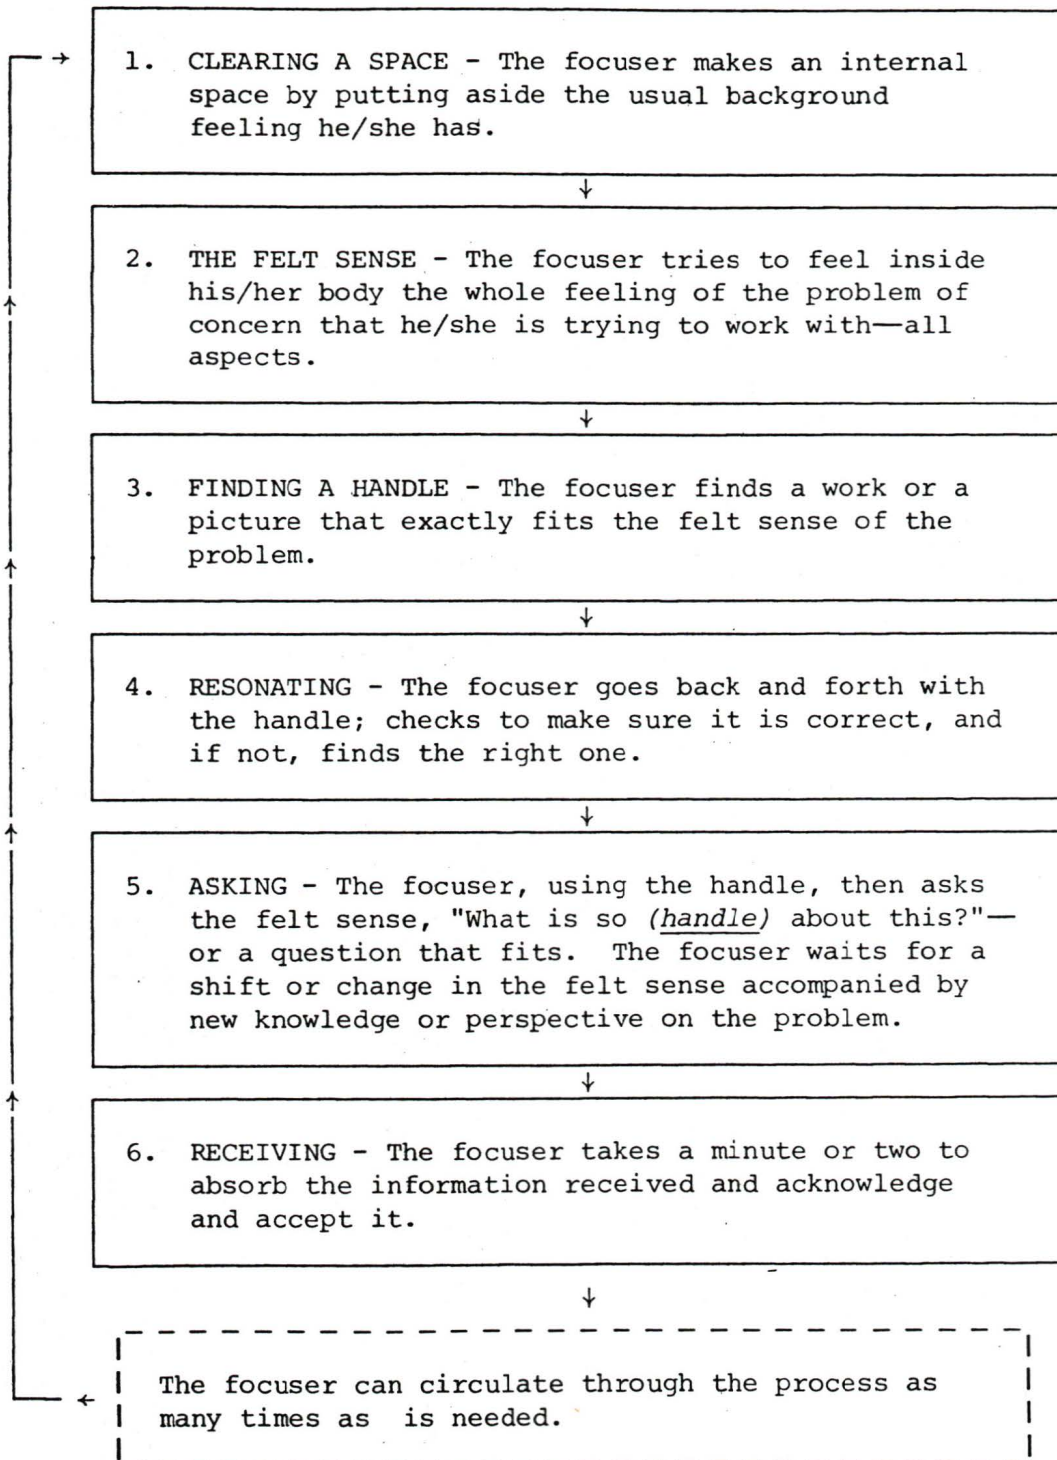 1. CLEARING A SPACE - The focuser makes an internal
space by putting aside the usual background
feeling he/she has.
2. THE FELT SENSE - The focuser tries to feel inside
his/her body the whole feeling of the problem of
concern that he/she is trying to work with—all
aspects.
3. FINDING A HANDLE - The focuser finds a work or a
picture that exactly fits the felt sense of the
problem.
4. RESONATING - The focuser goes back and forth with
the handle; checks to make sure it is correct, and
if not, finds the right one.
5. ASKING - The focuser, using the handle, then asks
the felt sense, "What is so (handle) about this?"—
or a question that fits. The focuser waits for a
shift or change in the felt sense accompanied by
new knowledge or perspective on the problem.
6. RECEIVING - The focuser takes a minute or two to
absorb the information received and acknowledge
and accept it.
The focuser can circulate through the process as
many times as is needed.